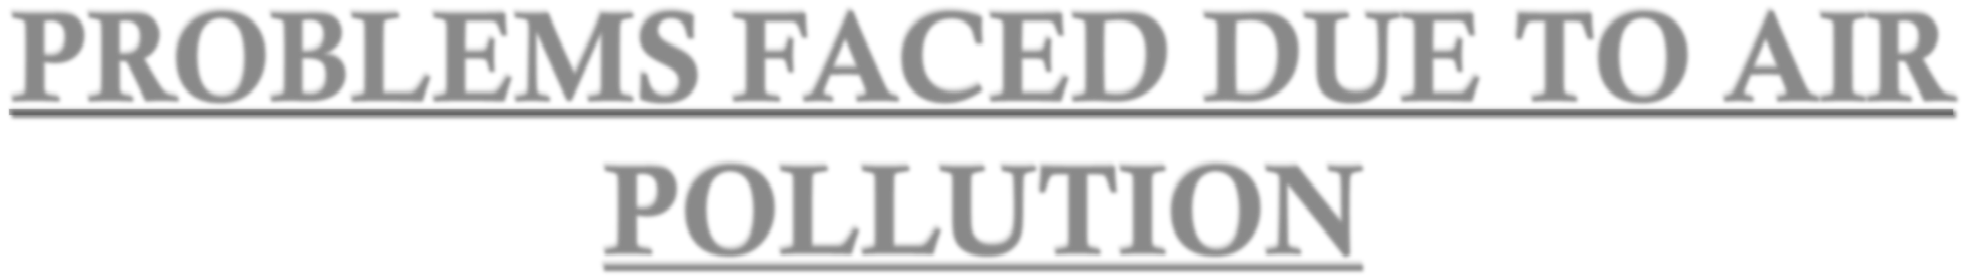 PROBLEMS FACED DUE TO AIR
POLLUTION